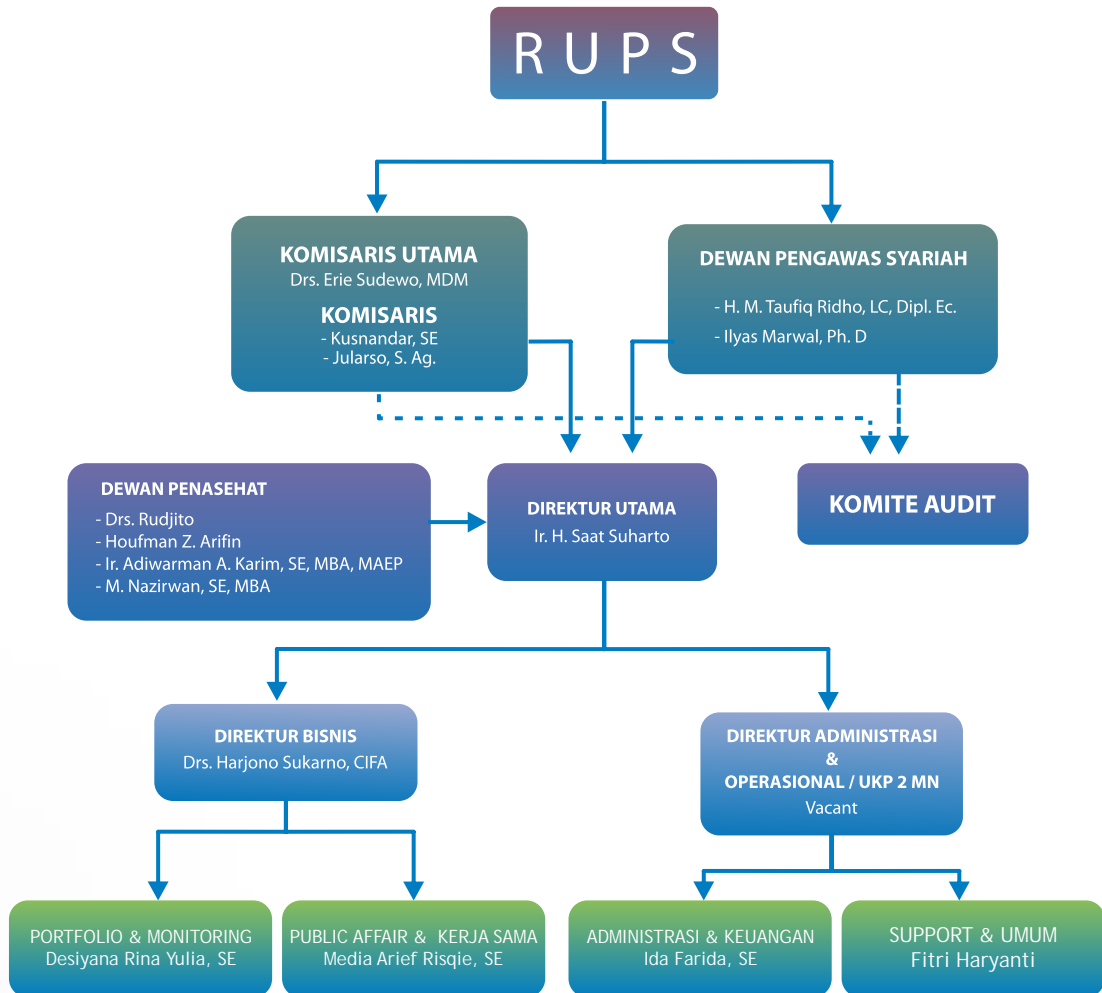 RUPS
KOMISARIS UTAMA
Drs. Erie Sudewo, MDM
KOMISARIS
- Kusnandar, SE
- Jularso, S. Ag.
DEWAN PENGAWAS SYARIAH
- H. M. Taufiq Ridho, LC, Dipl. Ec.
- Ilyas Marwal, Ph. D
DEWAN PENASEHAT
- Drs. Rudjito
- Houfman Z. Arifin
- Ir. Adiwarman A. Karim, SE, MBA, MAEP
- M. Nazirwan, SE, MBA
DIREKTUR UTAMA
Ir. H. Saat Suharto
KOMITE AUDIT
DIREKTUR BISNIS
Drs. Harjono Sukarno, CIFA
DIREKTUR ADMINISTRASI
&
OPERASIONAL / UKP 2 MN
Vacant
PORTFOLIO & MONITORING
Desiyana Rina Yulia, SE
PUBLIC AFFAIR & KERJA SAMA
Media Arief Risqie, SE
ADMINISTRASI & KEUANGAN
Ida Farida, SE
SUPPORT & UMUM
Fitri Haryanti